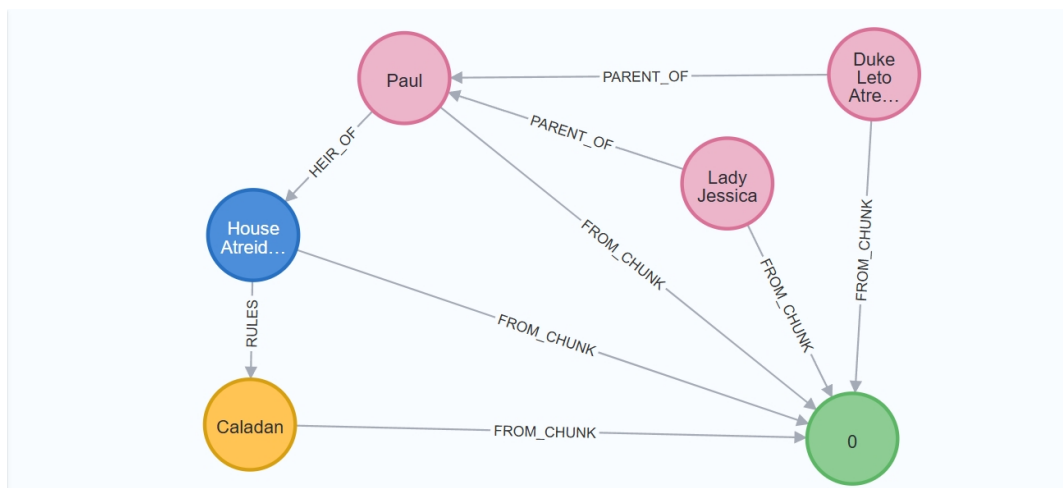 Paul
PARENT_OF
Duke
Leto
Atre…
PARENT_OF
Lady
Jessica
HEIR_OF
House
Atreid…
FROM_CHUNK
FROM_CHUNK
FROM_CHUNK
RULES
FROM_CHUNK
Caladan
FROM_CHUNK
0